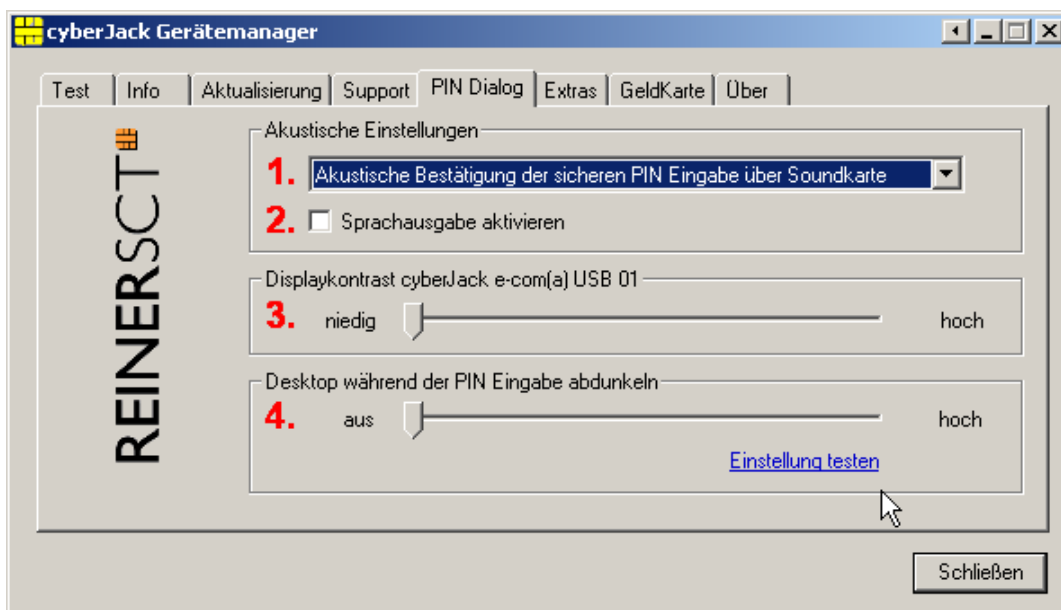 cyberJack Gerätemanager
Test Info Aktualisierung Support PIN Dialog Extras GeldKarte Über
REINERSCT
Akustische Einstellungen
1. Akustische Bestätigung der sicheren PIN Eingabe über Soundkarte
2. Sprachausgabe aktivieren
Displaykontrast cyberJack e-com(a) USB 01
3. niedig hoch
Desktop während der PIN Eingabe abdunkeln
4. aus hoch
Einstellung testen
Schließen